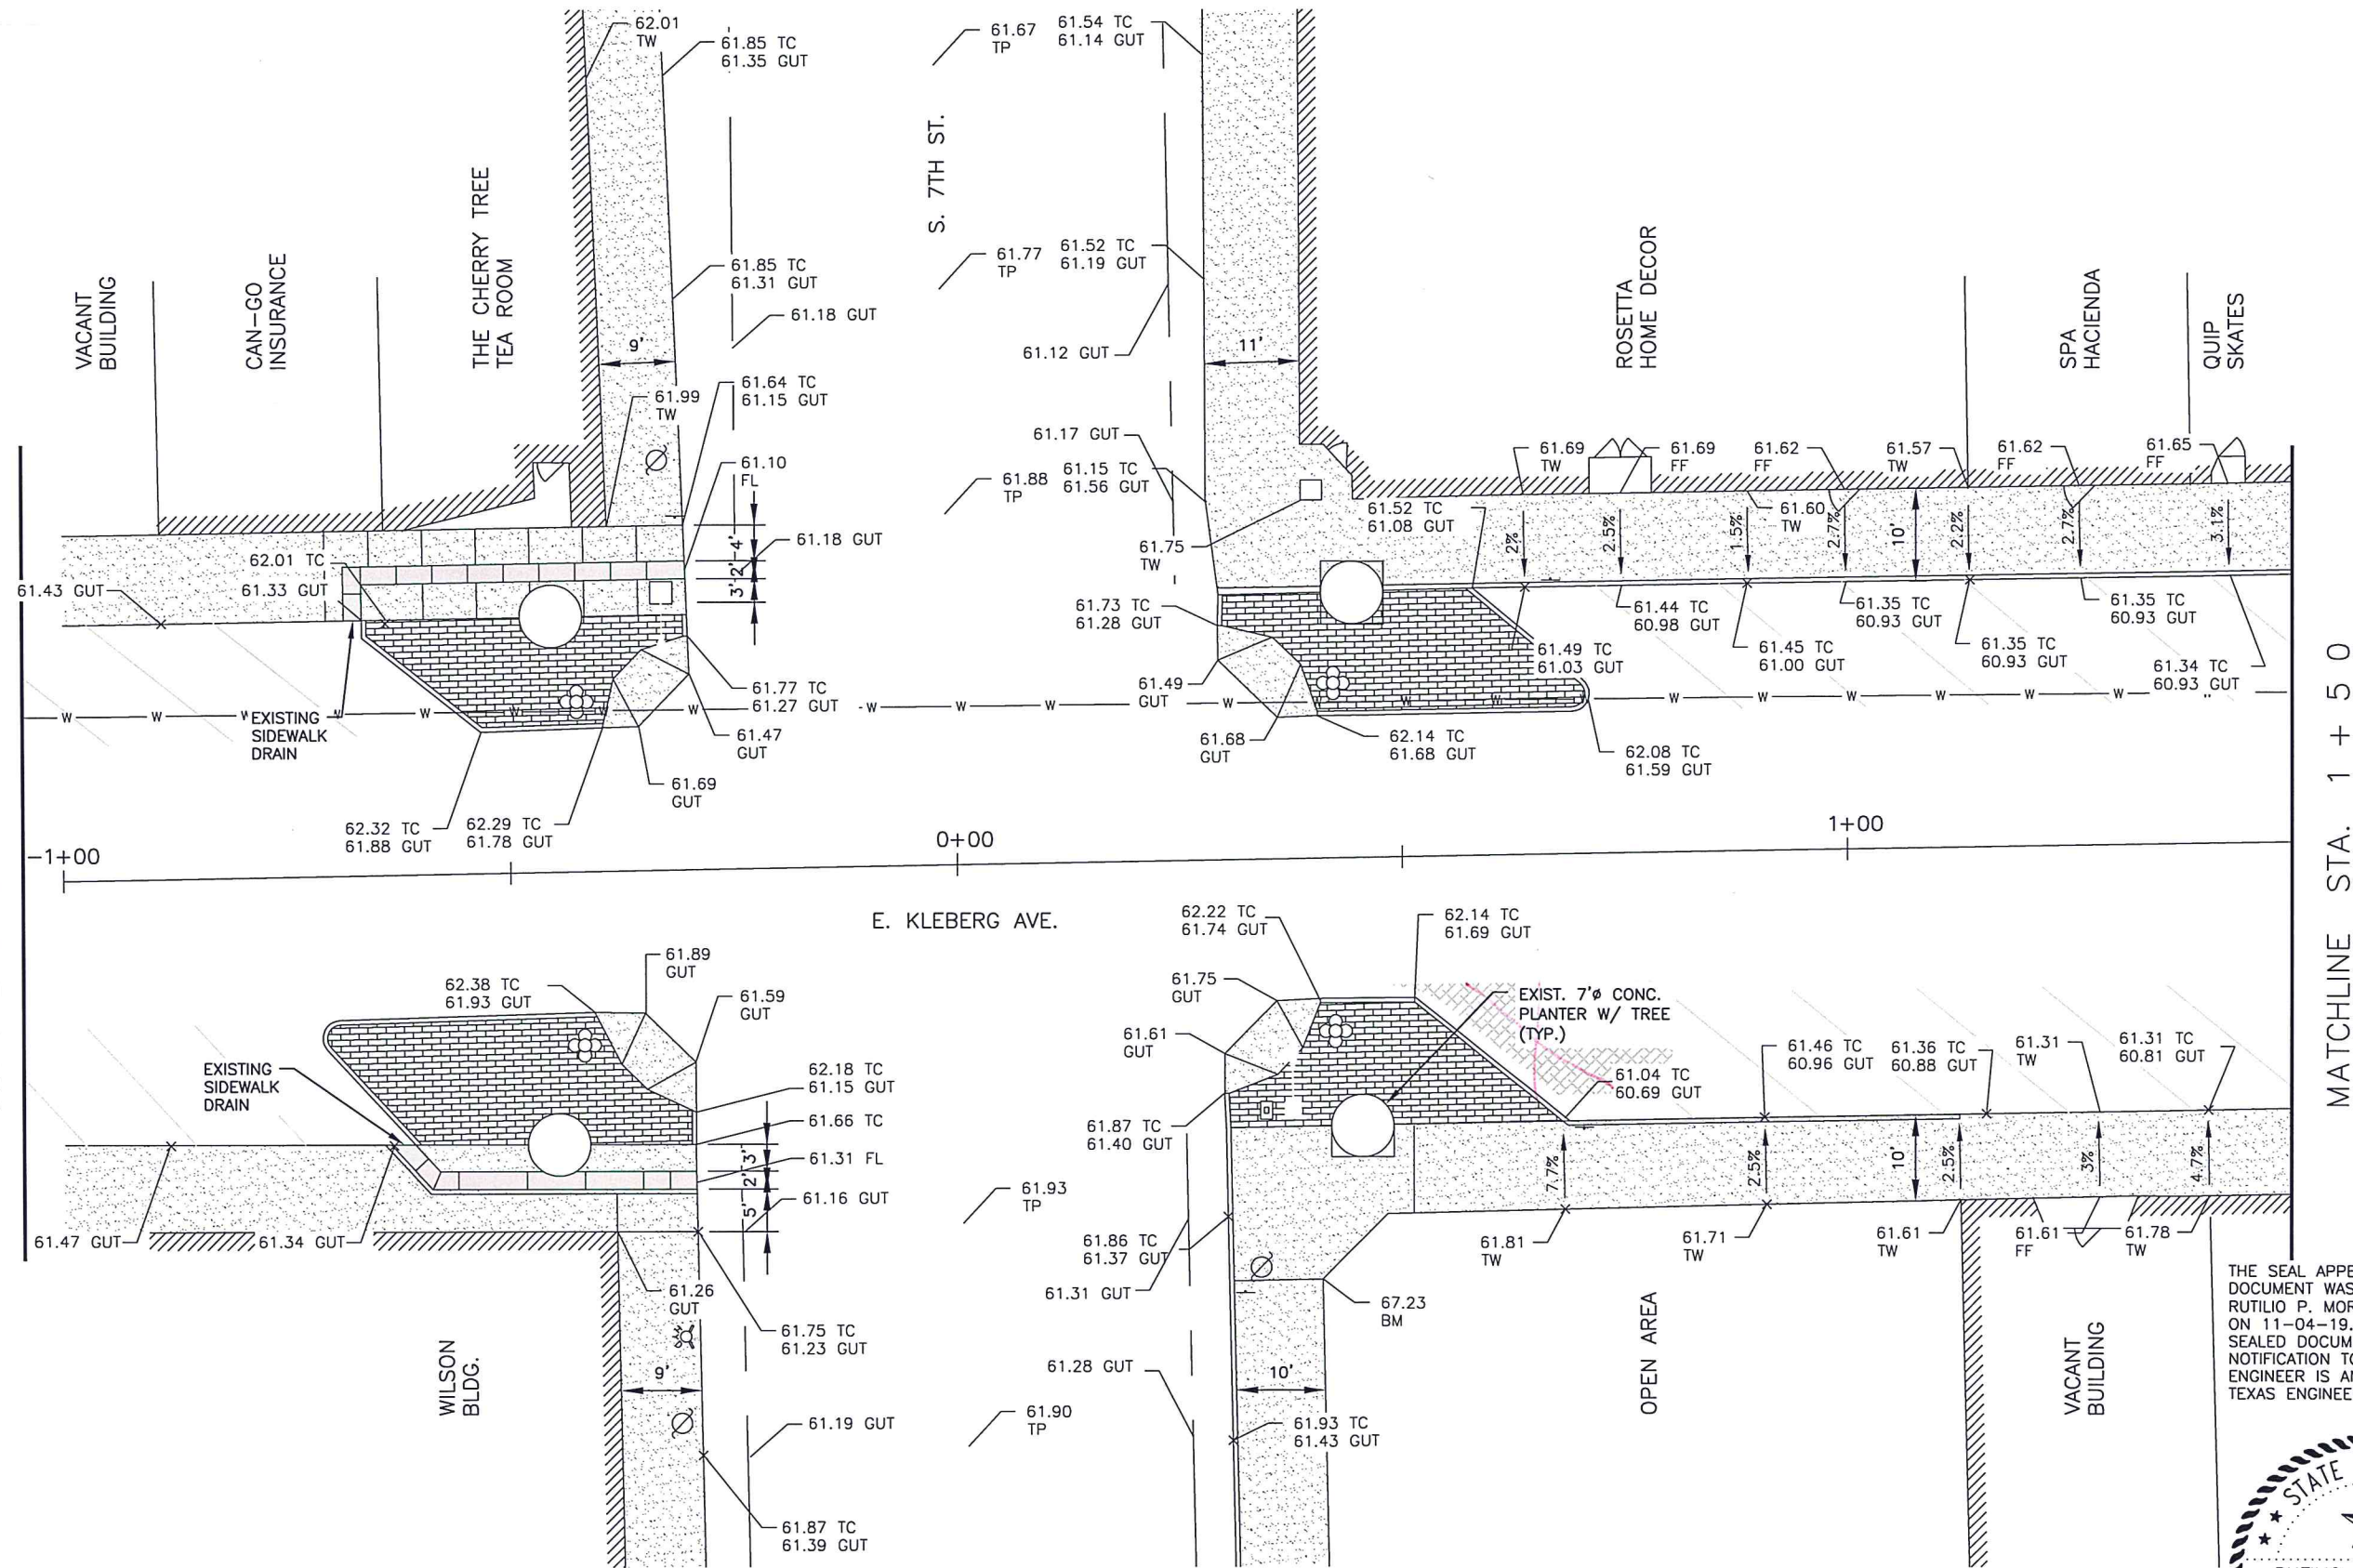 62.01
TW
61.85 TC
61.35 GUT
61.67
TP
61.54 TC
61.14 GUT
S. 7TH ST.
VACANT
BUILDING
CAN-GO
INSURANCE
THE CHERRY TREE
TEA ROOM
61.85 TC
61.31 GUT
61.18 GUT
61.77
TP
61.52 TC
61.19 GUT
ROSETTA
HOME DECOR
SPA
HACIENDA
QUIP
SKATES
9'
61.12 GUT
11'
61.64 TC
61.15 GUT
61.99
TW
61.10
FL
61.17 GUT
61.88
TP
61.15 TC
61.56 GUT
61.69
TW
61.69
FF
61.62
FF
61.57
TW
61.62
FF
61.65
FF
61.60
TW
61.52 TC
61.08 GUT
2%
2.5%
1.5%
2.7%
10'
2.2%
2.7%
3.1%
4'
2'
3'
61.18 GUT
61.75
TW
62.01 TC
61.33 GUT
61.43 GUT
61.73 TC
61.28 GUT
61.44 TC
60.98 GUT
61.35 TC
60.93 GUT
61.35 TC
60.93 GUT
61.49 TC
61.03 GUT
61.45 TC
61.00 GUT
61.35 TC
60.93 GUT
61.34 TC
60.93 GUT
61.77 TC
61.27 GUT
61.49
GUT
W W W W W W W W W W W W W W W W W W
EXISTING
SIDEWALK
DRAIN
61.47
GUT
61.68
GUT
62.14 TC
61.68 GUT
62.08 TC
61.59 GUT
61.69
GUT
62.32 TC
61.88 GUT
62.29 TC
61.78 GUT
-1+00
0+00
1+00
MATCHLINE STA. 1+50
E. KLEBERG AVE.
62.22 TC
61.74 GUT
62.14 TC
61.69 GUT
61.89
GUT
62.38 TC
61.93 GUT
61.59
GUT
61.75
GUT
EXIST. 7'ø CONC.
PLANTER W/ TREE
(TYP.)
61.61
GUT
EXISTING
SIDEWALK
DRAIN
62.18 TC
61.15 GUT
61.66 TC
61.31 FL
61.16 GUT
3'
2'
5'
61.87 TC
61.40 GUT
61.04 TC
60.69 GUT
61.46 TC
60.96 GUT
61.36 TC
60.88 GUT
61.31
TW
61.31 TC
60.81 GUT
7.7%
2.5%
10'
2.5%
3%
4.7%
61.93
TP
61.47 GUT
61.34 GUT
61.86 TC
61.37 GUT
61.81
TW
61.71
TW
61.61
TW
61.61
FF
61.78
TW
61.26
GUT
61.31 GUT
67.23
BM
61.75 TC
61.23 GUT
WILSON
BLDG.
OPEN AREA
VACANT
BUILDING
9'
61.28 GUT
10'
61.19 GUT
61.90
TP
61.93 TC
61.43 GUT
61.87 TC
61.39 GUT
THE SEAL APPE
DOCUMENT WAS
RUTILIO P. MOR
ON 11-04-19.
SEALED DOCUM
NOTIFICATION TO
ENGINEER IS AN
TEXAS ENGINEE
STATE